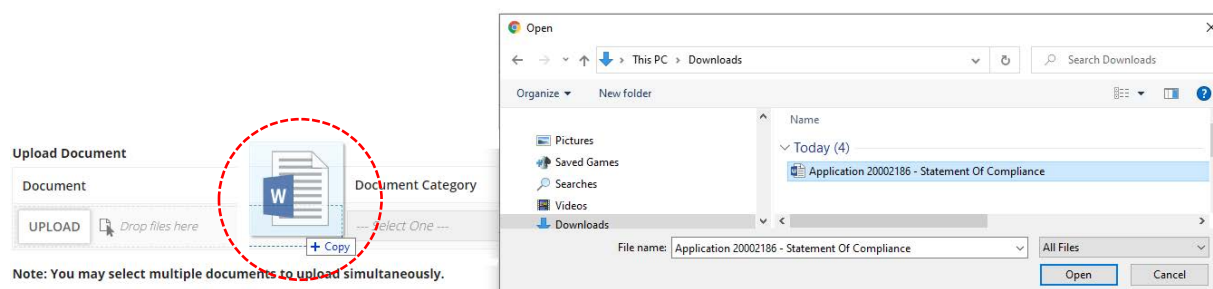 Upload Document
Document
Document Category
UPLOAD
Drop files here
W
--- Select One ---
+ Copy
Note: You may select multiple documents to upload simultaneously.
Open
This PC > Downloads
Search Downloads
Organize
New folder
?
Name
Pictures
Saved Games
Searches
Videos
Downloads
Today (4)
Application 20002186 - Statement Of Compliance
File name: Application 20002186 - Statement Of Compliance
All Files
Open
Cancel